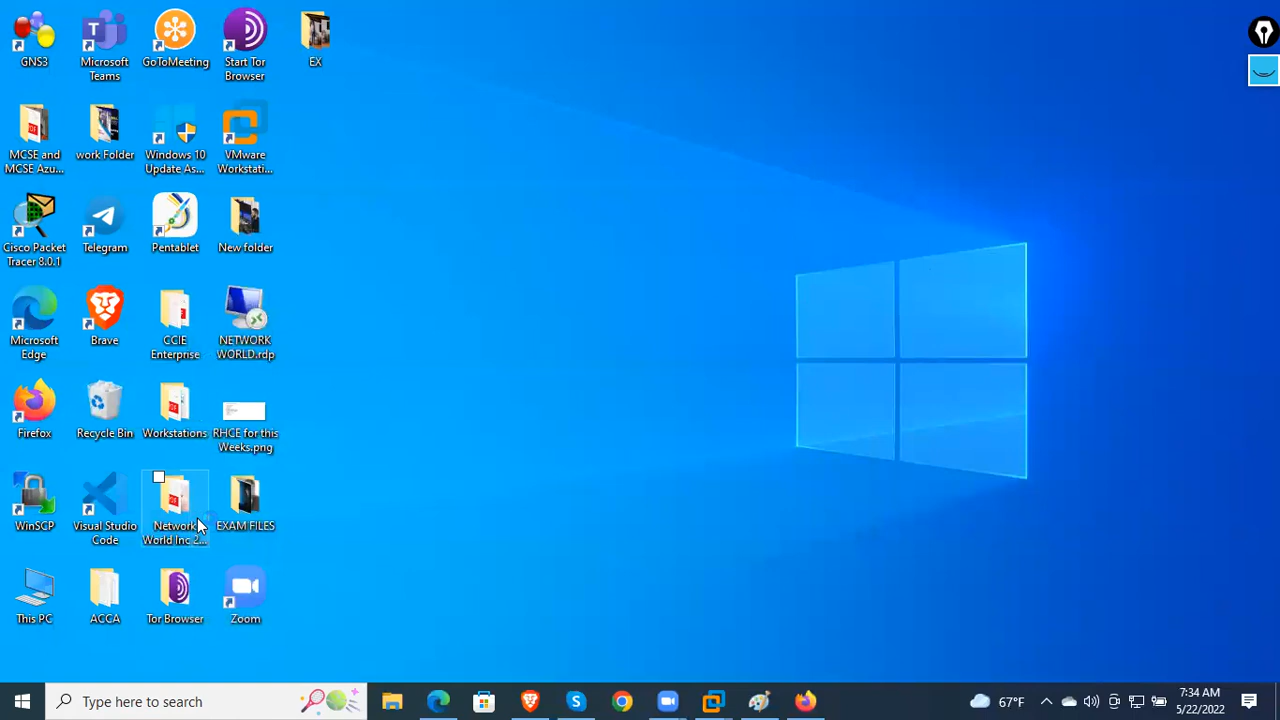 GNS3
Microsoft
Teams
GoToMeeting
Start Tor
Browser
EX
MCSE and
MCSE Azu...
work Folder
Windows 10
Update As...
VMware
Workstati...
Cisco Packet
Tracer 8.0.1
Telegram
Pentablet
New folder
Microsoft
Edge
Brave
CCIE
Enterprise
NETWORK
WORLD.rdp
Firefox
Recycle Bin
Workstations
RHCE for this
Weeks.png
WinSCP
Visual Studio
Code
Network
World Inc 2...
EXAM FILES
This PC
ACCA
Tor Browser
Zoom
Type here to search
67°F
7:34 AM
5/22/2022